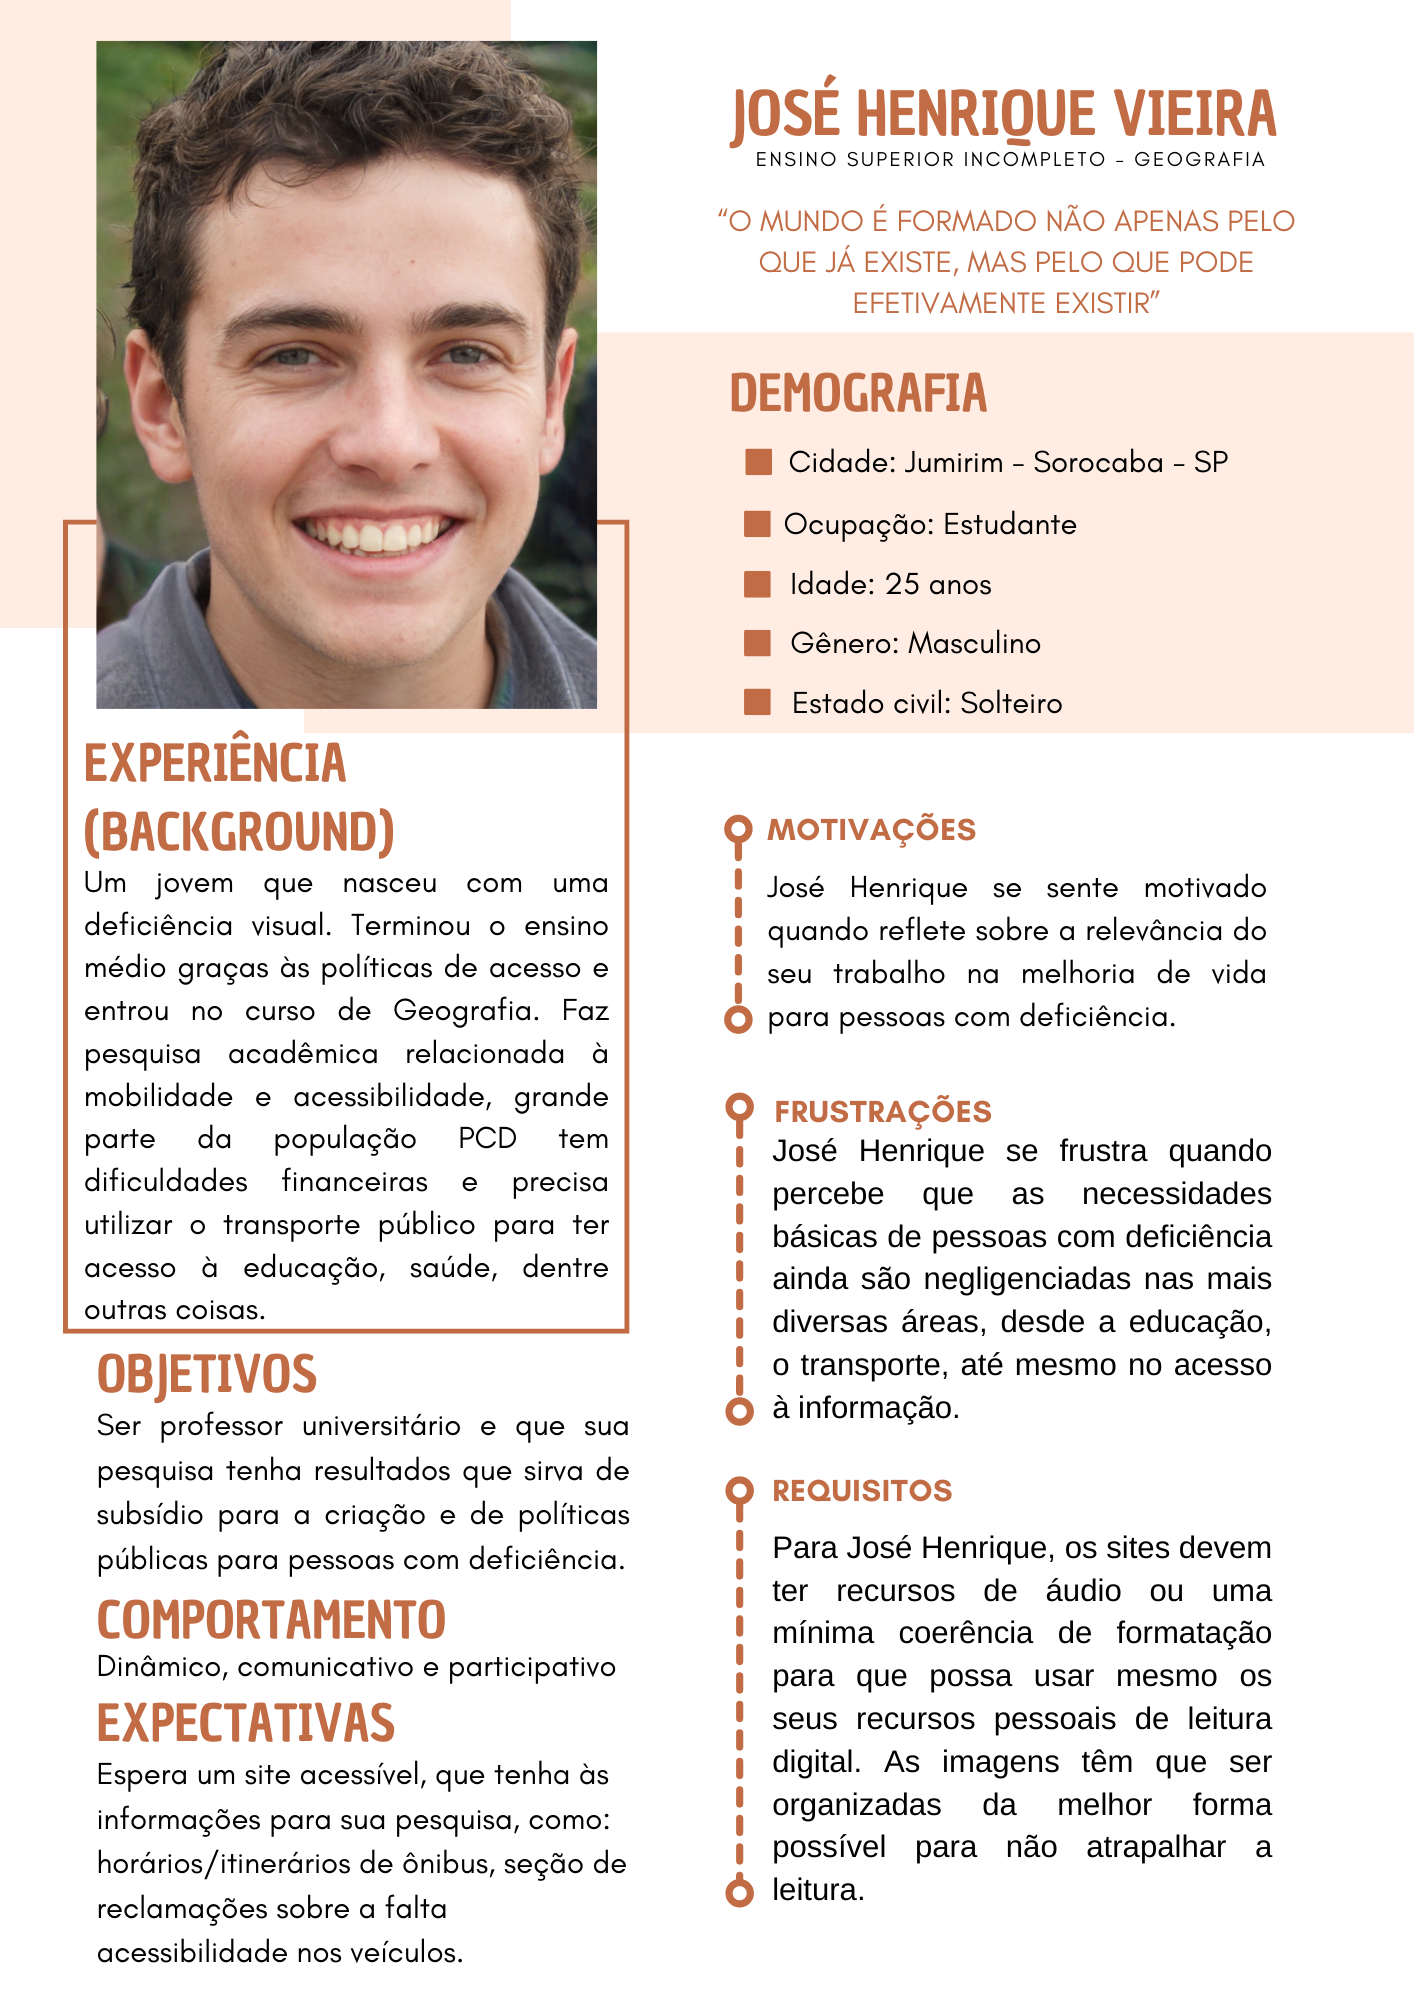 JOSÉ HENRIQUE VIEIRA
ENSINO SUPERIOR INCOMPLETO - GEOGRAFIA
“O MUNDO É FORMADO NÃO APENAS PELO
QUE JÁ EXISTE, MAS PELO QUE PODE
EFETIVAMENTE EXISTIR”
DEMOGRAFIA
Cidade: Jumirim - Sorocaba - SP
Ocupação: Estudante
Idade: 25 anos
Gênero: Masculino
Estado civil: Solteiro
EXPERIÊNCIA
(BACKGROUND)
Um jovem que nasceu com uma
deficiência visual. Terminou o ensino
médio graças às políticas de acesso e
entrou no curso de Geografia. Faz
pesquisa acadêmica relacionada à
mobilidade e acessibilidade, grande
parte da população PCD tem
dificuldades financeiras e precisa
utilizar o transporte público para ter
acesso à educação, saúde, dentre
outras coisas.
OBJETIVOS
Ser professor universitário e que sua
pesquisa tenha resultados que sirva de
subsídio para a criação e de políticas
públicas para pessoas com deficiência.
COMPORTAMENTO
Dinâmico, comunicativo e participativo
EXPECTATIVAS
Espera um site acessível, que tenha às
informações para sua pesquisa, como:
horários/itinerários de ônibus, seção de
reclamações sobre a falta
acessibilidade nos veículos.
MOTIVAÇÕES
José Henrique se sente motivado
quando reflete sobre a relevância do
seu trabalho na melhoria de vida
para pessoas com deficiência.
FRUSTRAÇÕES
José Henrique se frustra quando
percebe que as necessidades
básicas de pessoas com deficiência
ainda são negligenciadas nas mais
diversas áreas, desde a educação,
o transporte, até mesmo no acesso
à informação.
REQUISITOS
Para José Henrique, os sites devem
ter recursos de áudio ou uma
mínima coerência de formatação
para que possa usar mesmo os
seus recursos pessoais de leitura
digital. As imagens têm que ser
organizadas da melhor forma
possível para não atrapalhar a
leitura.